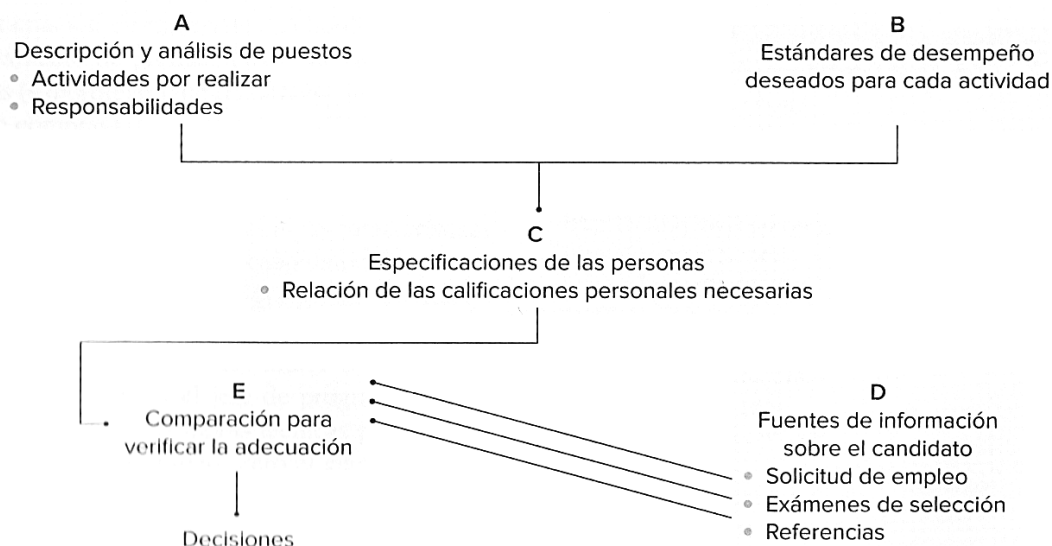 A
Descripción y análisis de puestos
• Actividades por realizar
• Responsabilidades
B
Estándares de desempeño
deseados para cada actividad
C
Especificaciones de las personas
• Relación de las calificaciones personales necesarias
E
Comparación para
verificar la adecuación
Decisiones
D
Fuentes de información
sobre el candidato
• Solicitud de empleo
• Exámenes de selección
• Referencias